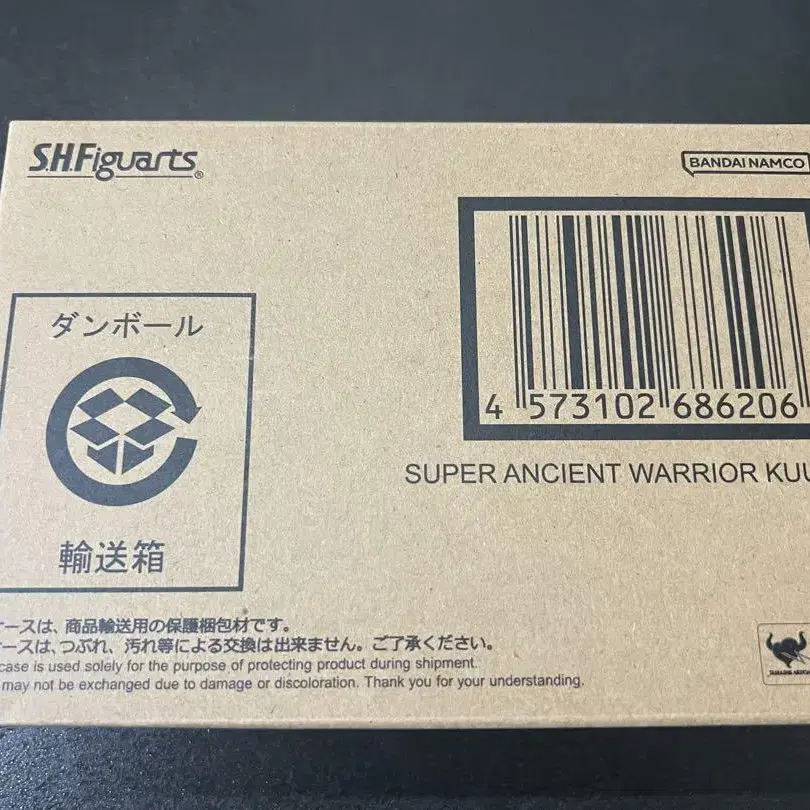 S.H.Figuarts®
BANDAI NAMCO
ダンボール
輸送箱
4 573102 686206
SUPER ANCIENT WARRIOR KUU
ースは、商品輸送用の保護梱包材です。
ースは、つぶれ、汚れ等による交換は出来ません。ご了承ください。
case is used solely for the purpose of protecting product during shipment.
may not be exchanged due to damage or discoloration. Thank you for your understanding.